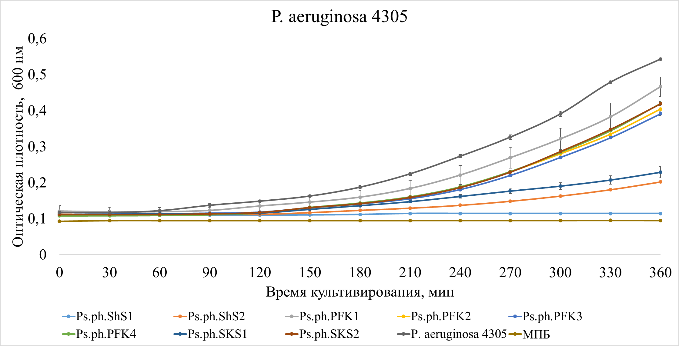 P. aeruginosa 4305
Оптическая плотность, 600 нм
0,6
0,5
0,4
0,3
0,2
0,1
0
0 30 60 90 120 150 180 210 240 270 300 330 360
Время культивирования, мин
Ps.ph.ShS1 Ps.ph.ShS2 Ps.ph.PFK1 Ps.ph.PFK2 Ps.ph.PFK3
Ps.ph.PFK4 Ps.ph.SKS1 Ps.ph.SKS2 P. aeruginosa 4305 МПБ